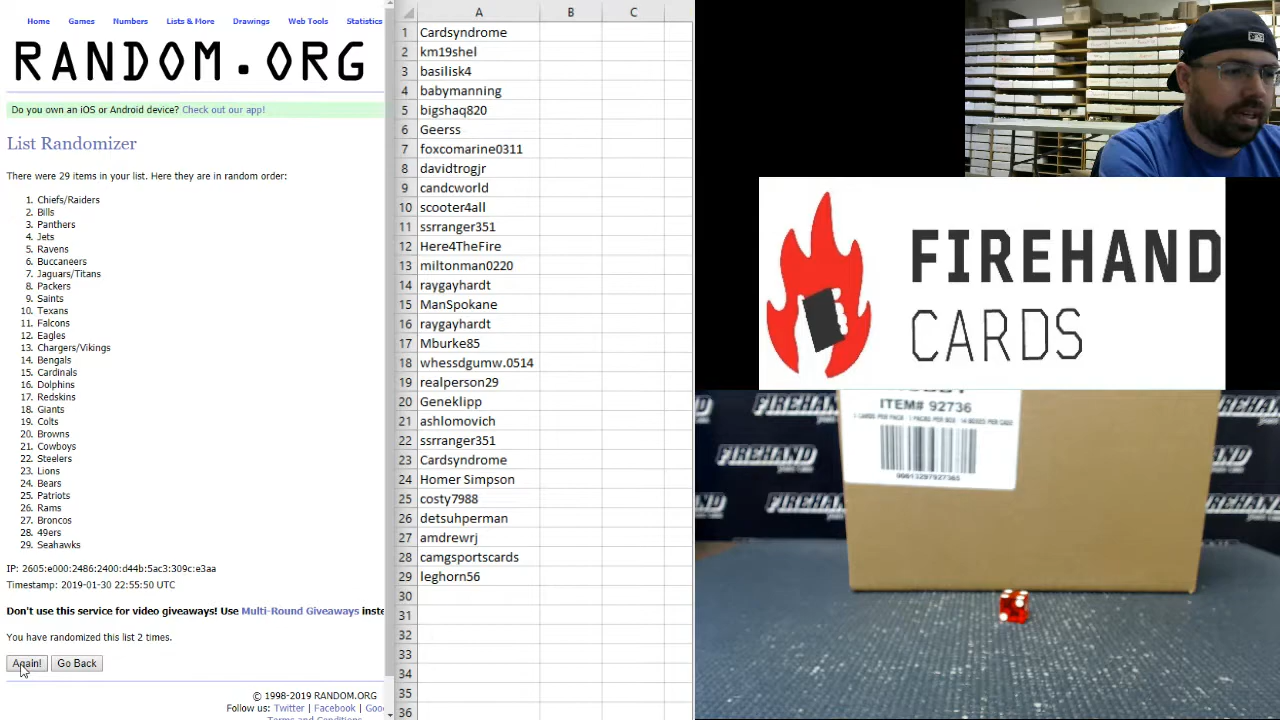 Home Games Numbers Lists & More Drawings Web Tools Statistics
RANDOM.ORG
Do you own an iOS or Android device? Check out our app!
List Randomizer
There were 29 items in your list. Here they are in random order:
1. Chiefs/Raiders
2. Bills
3. Panthers
4. Jets
5. Ravens
6. Buccaneers
7. Jaguars/Titans
8. Packers
9. Saints
10. Texans
11. Falcons
12. Eagles
13. Chargers/Vikings
14. Bengals
15. Cardinals
16. Dolphins
17. Redskins
18. Giants
19. Colts
20. Browns
21. Cowboys
22. Steelers
23. Lions
24. Bears
25. Patriots
26. Rams
27. Broncos
28. 49ers
29. Seahawks
IP: 2605:e000:2486:2400:d44b:5ac3:309c:e3aa
Timestamp: 2019-01-30 22:55:50 UTC
Don't use this service for video giveaways! Use Multi-Round Giveaways inste
You have randomized this list 2 times.
Again! Go Back
© 1998-2019 RANDOM.ORG
Follow us: Twitter | Facebook | Goo
Terms and Conditions
A B C
1 Cardsyndrome
2 km19shel
3 basilisk4
4 babymoning
5 bigshaq820
6 Geerss
7 foxcomarine0311
8 davidtrogjr
9 candcworld
10 scooter4all
11 ssrranger351
12 Here4TheFire
13 miltonman0220
14 raygayhardt
15 ManSpokane
16 raygayhardt
17 Mburke85
18 whessdgumw.0514
19 realperson29
20 Geneklipp
21 ashlomovich
22 ssrranger351
23 Cardsyndrome
24 Homer Simpson
25 costy7988
26 detsuhperman
27 amdrewrj
28 camgsportscards
29 leghorn56
30
31
32
33
34
35
36
FIREHAND
CARDS
ITEM# 92736
FIREHAND
FIREHAND
FIREHAND
FIREHAND
FIREHAND